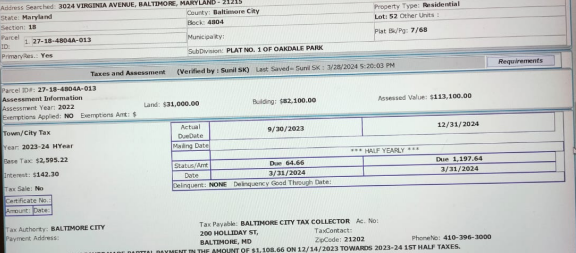 Address Searched: 3024 VIRGINIA AVENUE, BALTIMORE, MARYLAND - 21215
State: Maryland County: Baltimore City Property Type: Residential
Section: 18 Block: 4804 Lot: 52 Other Units :
Parcel ID: 1. 27-18-4804A-013 Municipality: Plat Bk/Pg: 7/68
PrimaryRes.: Yes SubDivision: PLAT NO. 1 OF OAKDALE PARK
Taxes and Assessment (Verified by : Sunil SK) Last Saved= Sunil SK : 3/28/2024 5:20:03 PM Requirements
Parcel ID#: 27-18-4804A-013
Assessment Information
Assessment Year: 2022 Land: $31,000.00 Building: $82,100.00 Assessed Value: $113,100.00
Exemptions Applied: NO Exemptions Amt: $
Town/City Tax Actual DueDate 9/30/2023 12/31/2024
Mailing Date
Year: 2023-24 HYear *** HALF YEARLY ***
Base Tax: $2,595.22 Status/Amt Due 64.66 Due 1,197.64
Interest: $142.30 Date 3/31/2024 3/31/2024
Tax Sale: No Delinquent: NONE Delinquency Good Through Date:
Certificate No.:
Amount: Date:
Tax Authority: BALTIMORE CITY Tax Payable: BALTIMORE CITY TAX COLLECTOR Ac. No:
Payment Address: 200 HOLLIDAY ST, TaxContact:
BALTIMORE, MD ZipCode: 21202 PhoneNo: 410-396-3000
PARTIAL PAYMENT IN THE AMOUNT OF $1,108.66 ON 12/14/2023 TOWARDS 2023-24 1ST HALF TAXES.